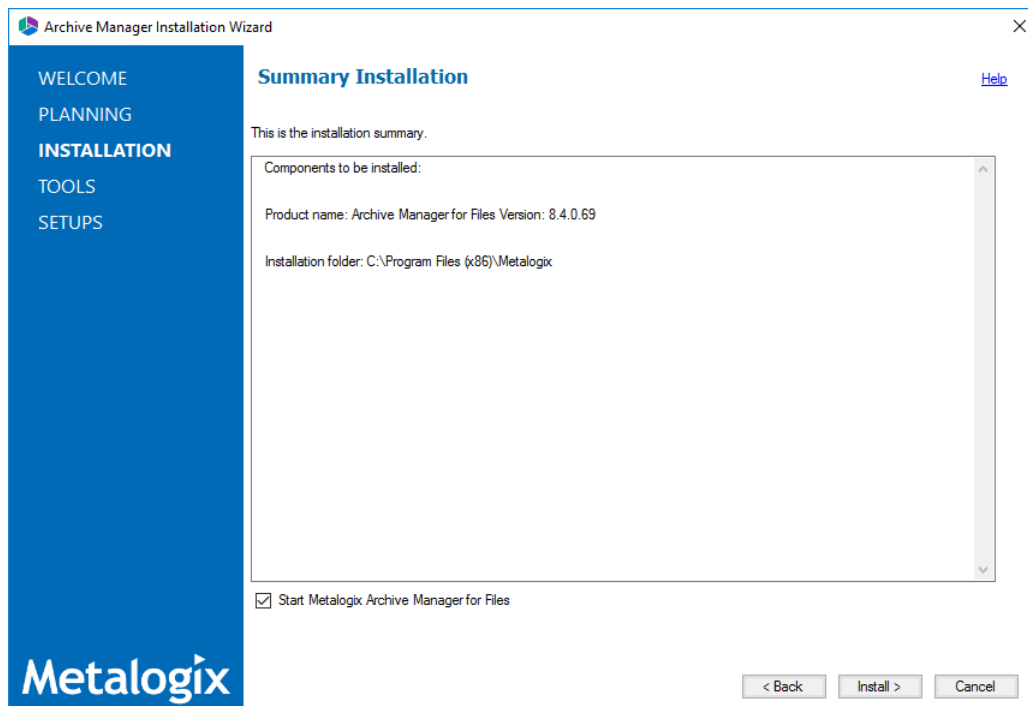 Archive Manager Installation Wizard
WELCOME
PLANNING
INSTALLATION
TOOLS
SETUPS
Metalogix
Summary Installation
Help
This is the installation summary.
Components to be installed:
Product name: Archive Manager for Files Version: 8.4.0.69
Installation folder: C:\Program Files (x86)\Metalogix
Start Metalogix Archive Manager for Files
< Back
Install >
Cancel